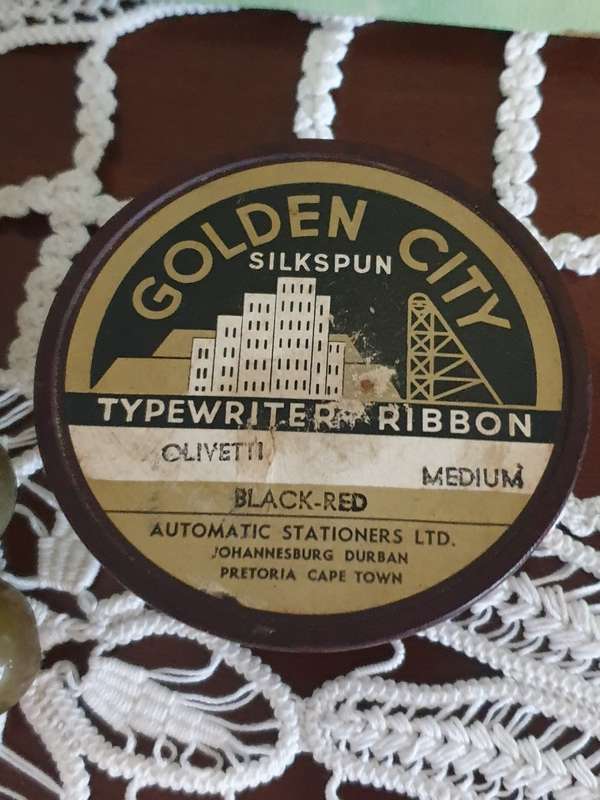 GOLDEN CITY
SILKSPUN
TYPEWRITER RIBBON
OLIVETTI
MEDIUM
BLACK-RED
AUTOMATIC STATIONERS LTD.
JOHANNESBURG DURBAN
PRETORIA CAPE TOWN